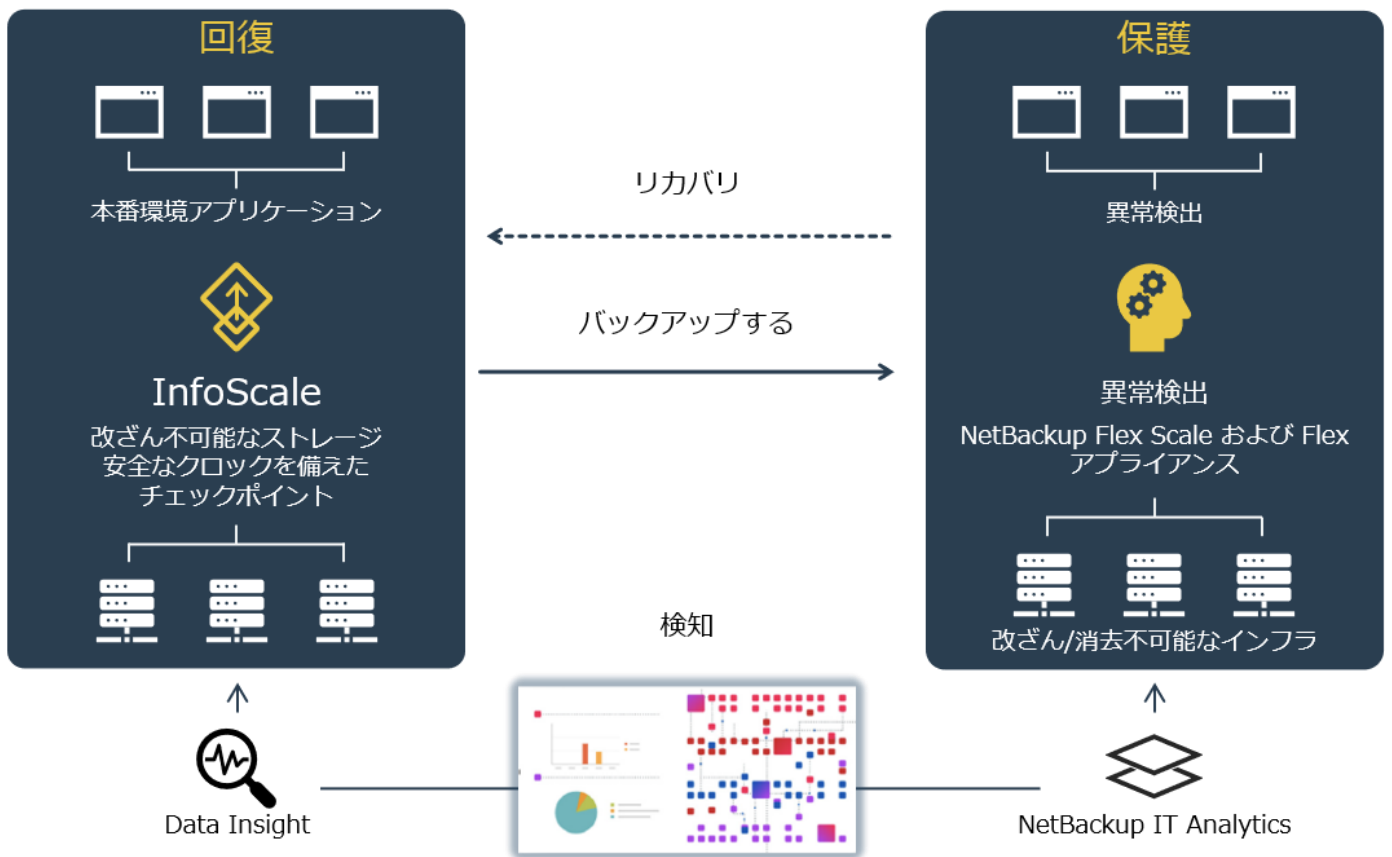 回復
本番環境アプリケーション
InfoScale
改ざん不可能なストレージ
安全なクロックを備えた
チェックポイント
リカバリ
バックアップする
保護
異常検出
異常検出
NetBackup Flex Scale および Flex
アプライアンス
改ざん/消去不可能なインフラ
検知
Data Insight
NetBackup IT Analytics